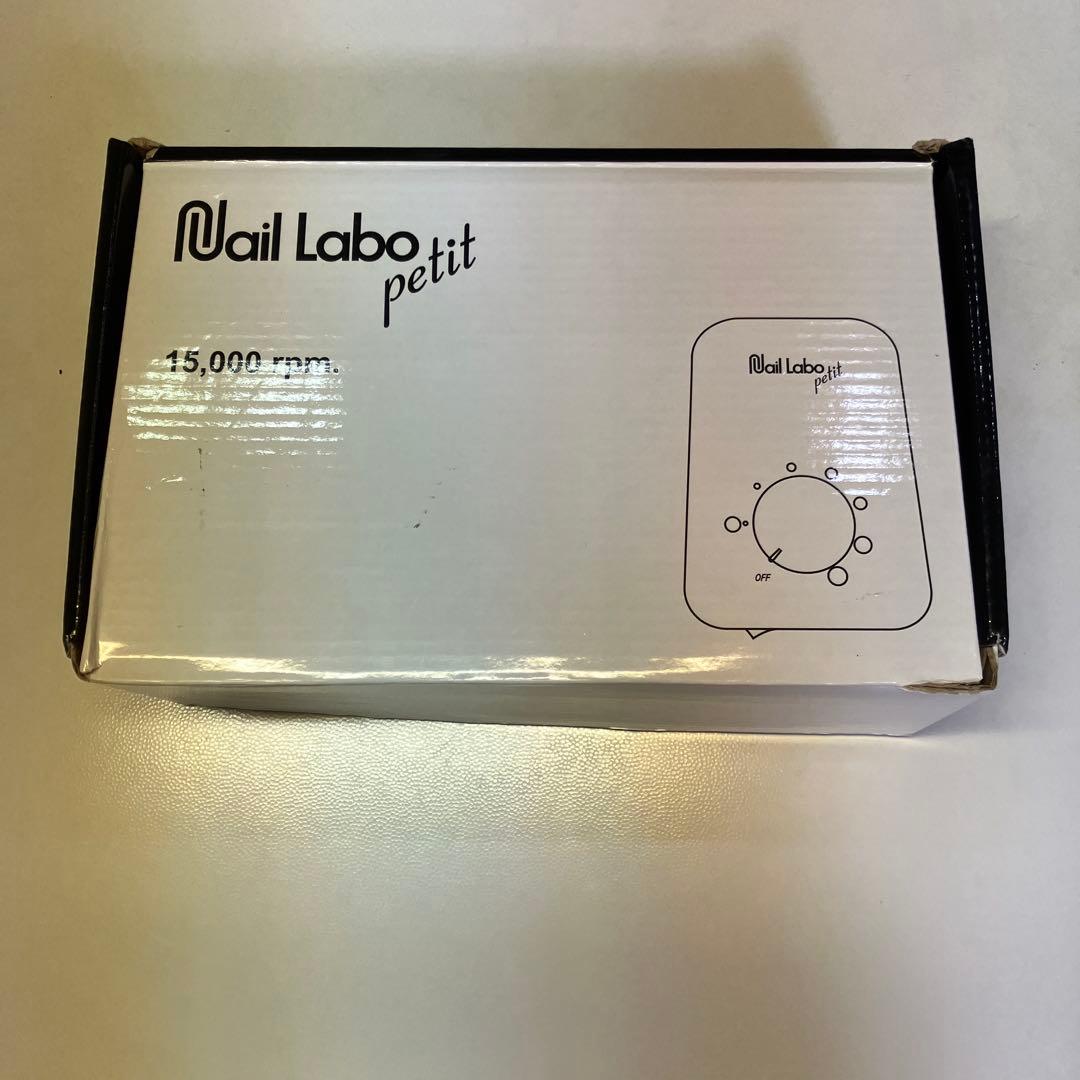 Nail Labo
petit
15,000 rpm.
Nail Labo
petit
OFF